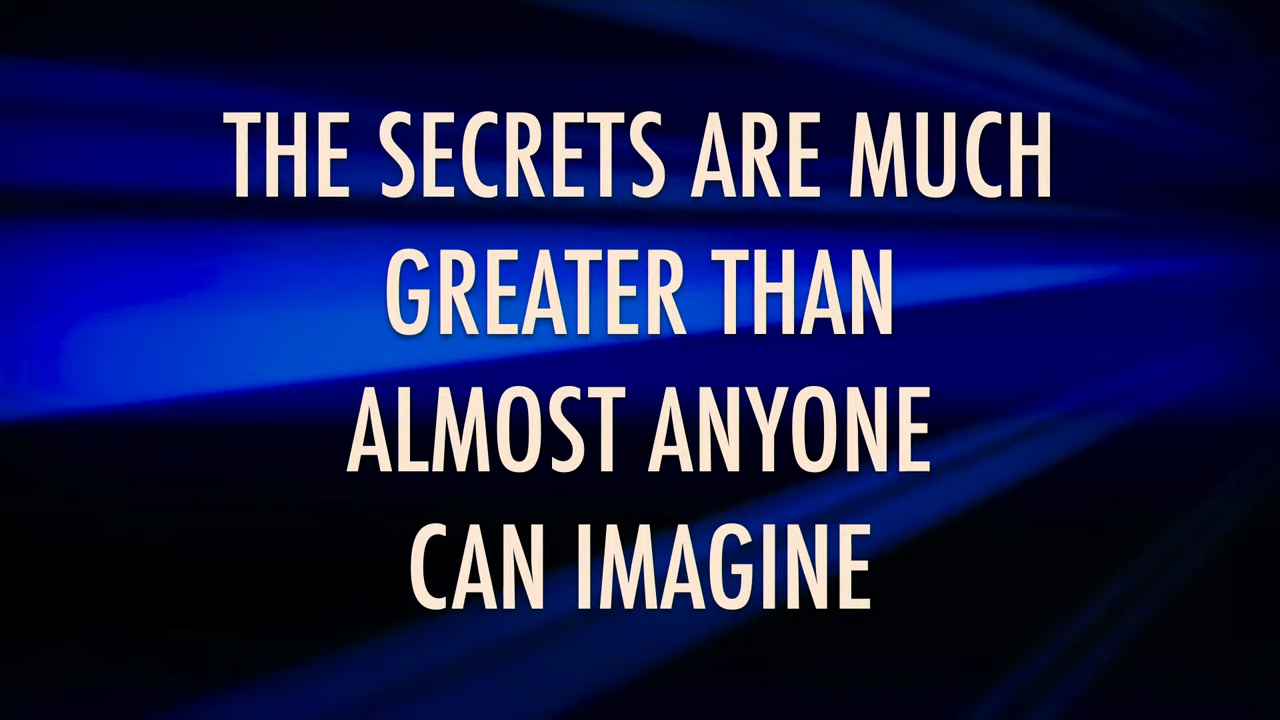 THE SECRETS ARE MUCH
GREATER THAN
ALMOST ANYONE
CAN IMAGINE